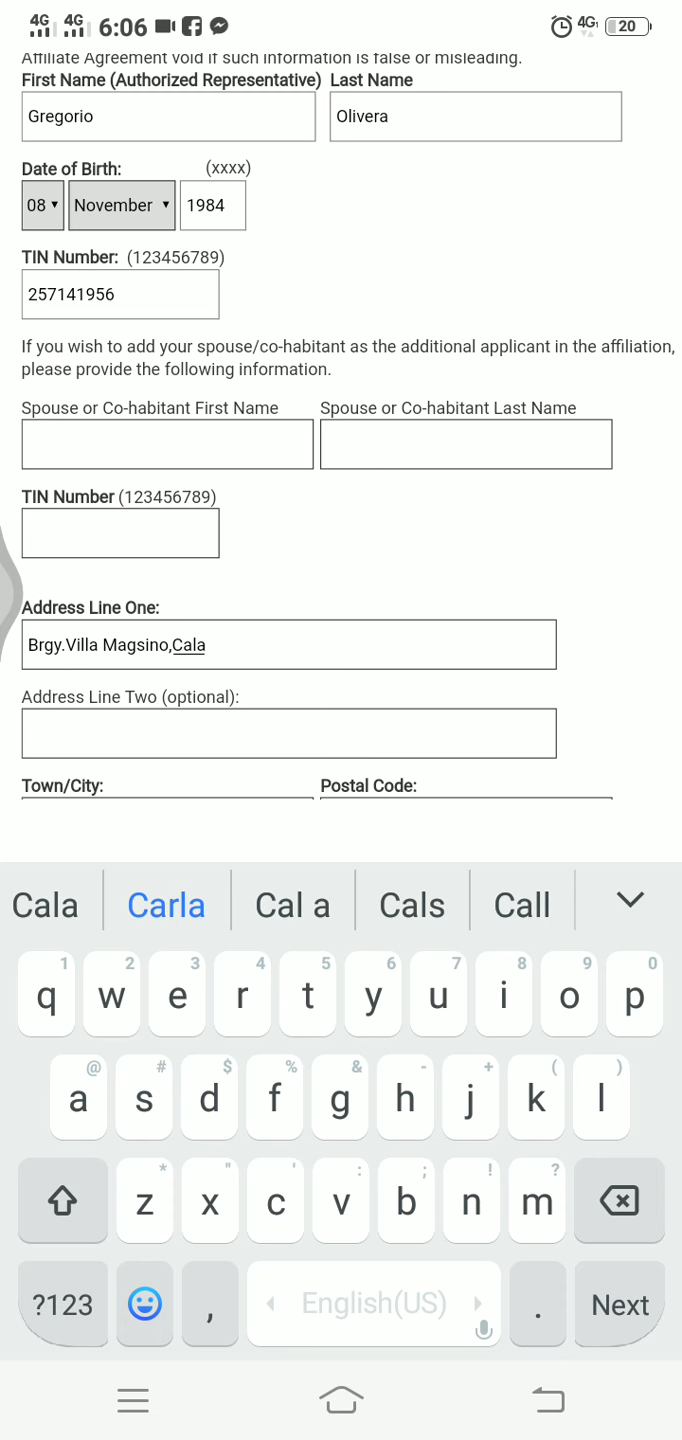 4G 4G 6:06 4G 20
Affiliate Agreement void if such information is false or misleading.
First Name (Authorized Representative) Last Name
Gregorio Olivera
Date of Birth: (xxxx)
08 November 1984
TIN Number: (123456789)
257141956
If you wish to add your spouse/co-habitant as the additional applicant in the affiliation,
please provide the following information.
Spouse or Co-habitant First Name Spouse or Co-habitant Last Name
TIN Number (123456789)
Address Line One:
Brgy.Villa Magsino,Cala
Address Line Two (optional):
Town/City: Postal Code:
Cala Carla Cal a Cals Call
1 2 3 4 5 6 7 8 9 0
q w e r t y u i o p
@ # $ % & - + ( )
a s d f g h j k l
* " ' : ; ! ?
z x c v b n m
?123 , English(US) . Next